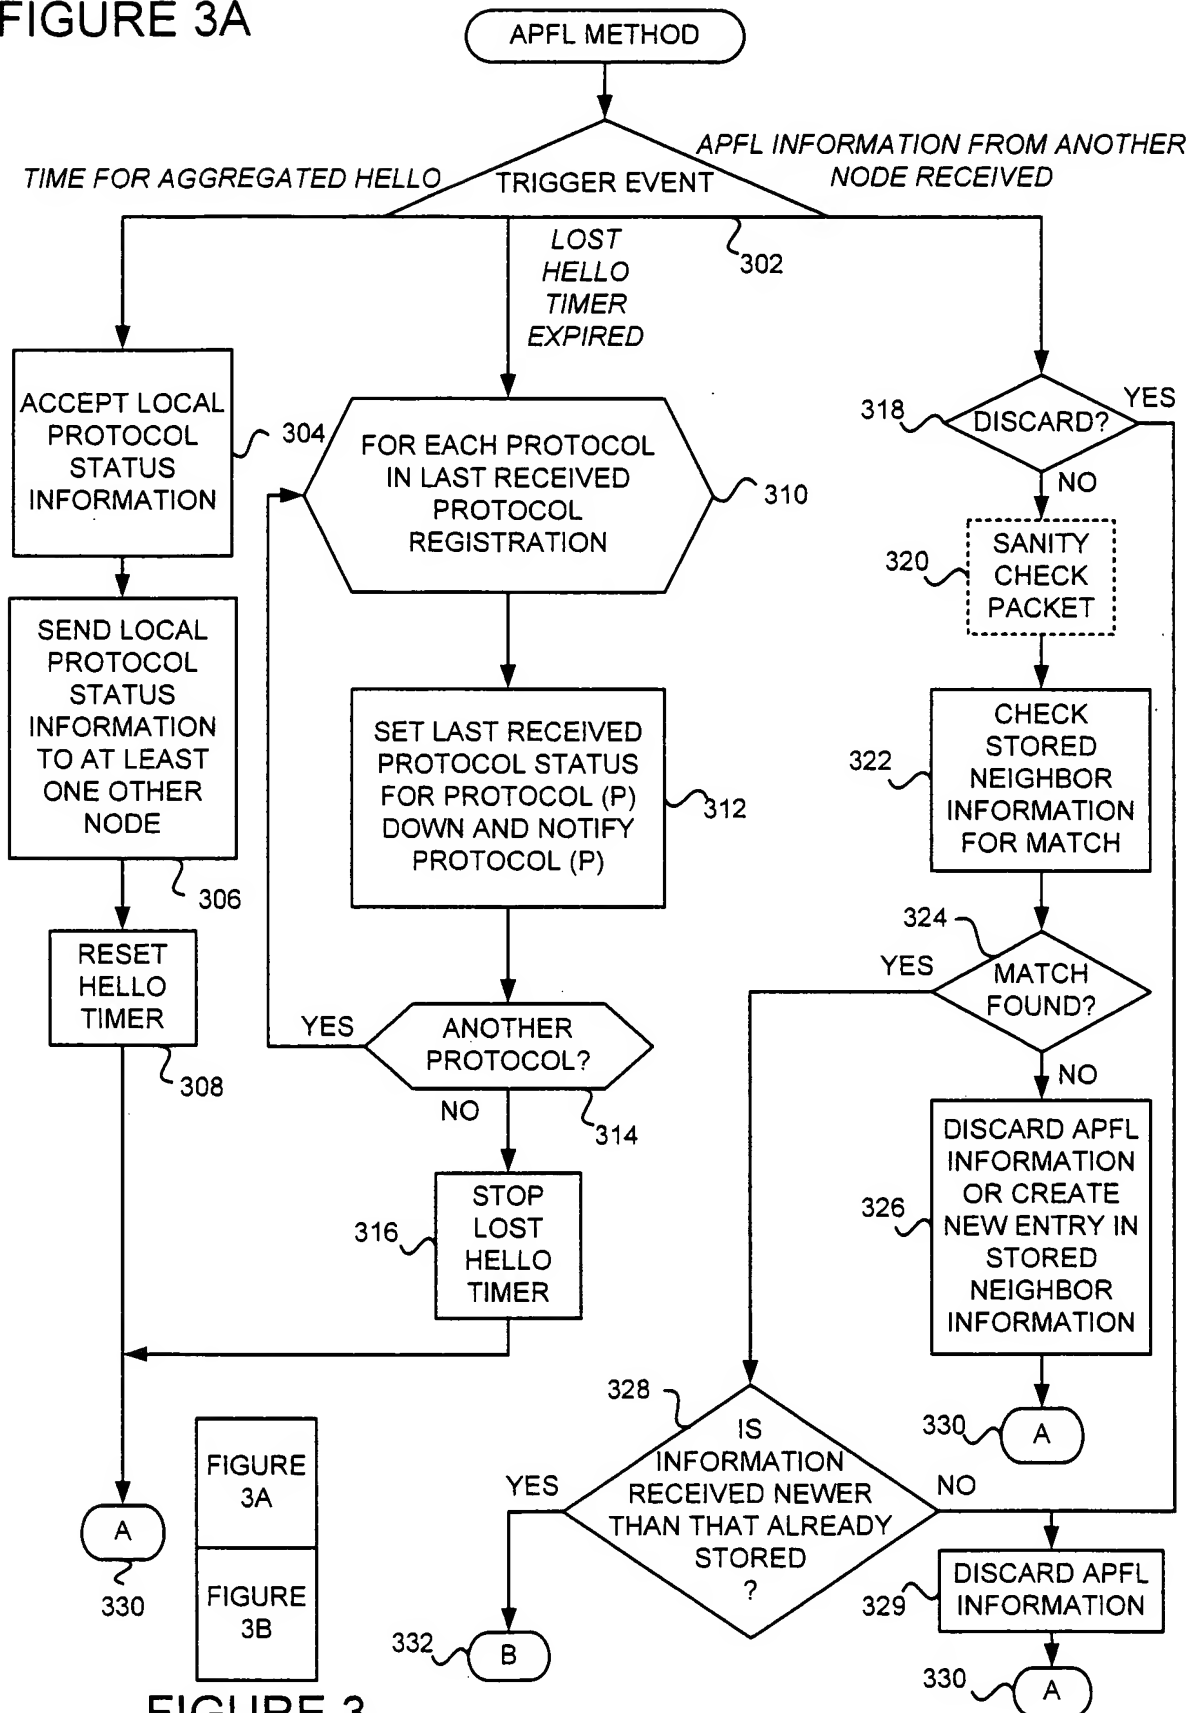 FIGURE 3A
APFL METHOD
TRIGGER EVENT
302
TIME FOR AGGREGATED HELLO
LOST
HELLO
TIMER
EXPIRED
APFL INFORMATION FROM ANOTHER
NODE RECEIVED
ACCEPT LOCAL
PROTOCOL
STATUS
INFORMATION
304
SEND LOCAL
PROTOCOL
STATUS
INFORMATION
TO AT LEAST
ONE OTHER
NODE
306
RESET
HELLO
TIMER
308
A
330
FOR EACH PROTOCOL
IN LAST RECEIVED
PROTOCOL
REGISTRATION
310
SET LAST RECEIVED
PROTOCOL STATUS
FOR PROTOCOL (P)
DOWN AND NOTIFY
PROTOCOL (P)
312
YES
ANOTHER
PROTOCOL?
314
NO
STOP
LOST
HELLO
TIMER
316
318
DISCARD?
YES
NO
320
SANITY
CHECK
PACKET
322
CHECK
STORED
NEIGHBOR
INFORMATION
FOR MATCH
324
YES
MATCH
FOUND?
NO
326
DISCARD APFL
INFORMATION
OR CREATE
NEW ENTRY IN
STORED
NEIGHBOR
INFORMATION
330
A
328
IS
INFORMATION
RECEIVED NEWER
THAN THAT ALREADY
STORED
?
YES
NO
332
B
329
DISCARD APFL
INFORMATION
330
A
FIGURE
3A
FIGURE
3B
FIGURE 3